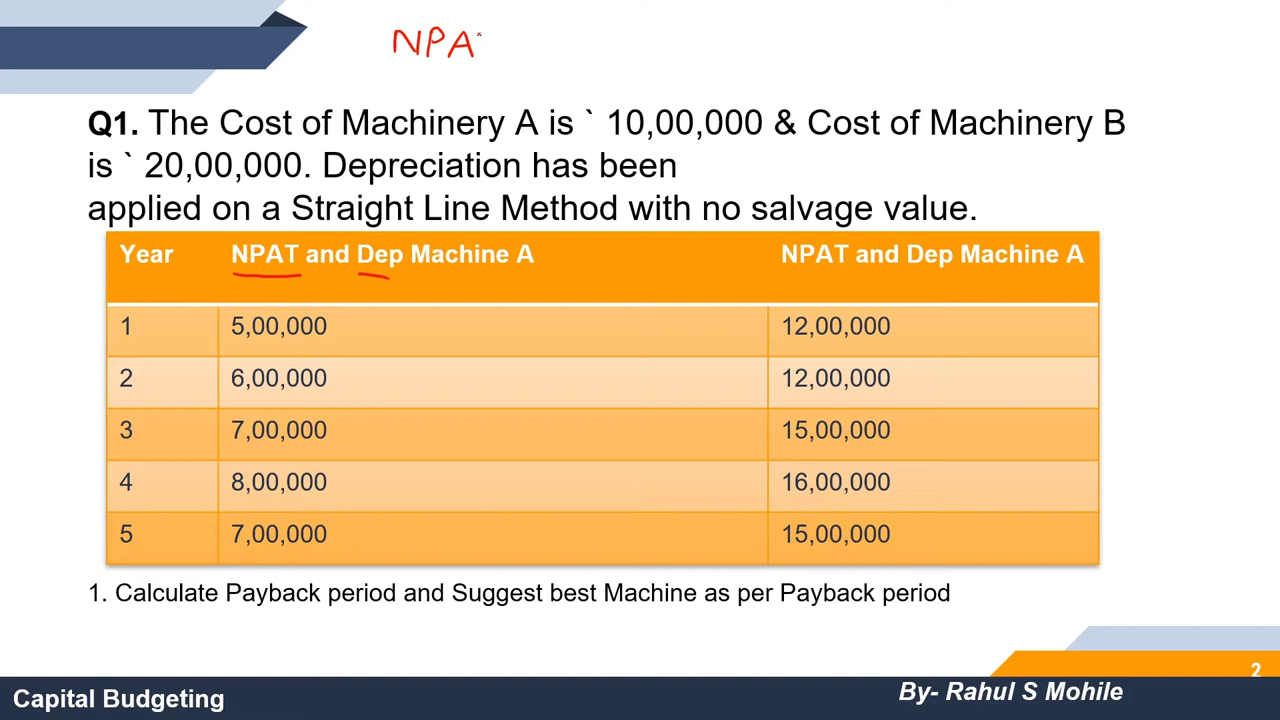 NPA
Q1. The Cost of Machinery A is ` 10,00,000 & Cost of Machinery B
is ` 20,00,000. Depreciation has been
applied on a Straight Line Method with no salvage value.
Year NPAT and Dep Machine A NPAT and Dep Machine A
1 5,00,000 12,00,000
2 6,00,000 12,00,000
3 7,00,000 15,00,000
4 8,00,000 16,00,000
5 7,00,000 15,00,000
1. Calculate Payback period and Suggest best Machine as per Payback period
2
Capital Budgeting
By- Rahul S Mohile